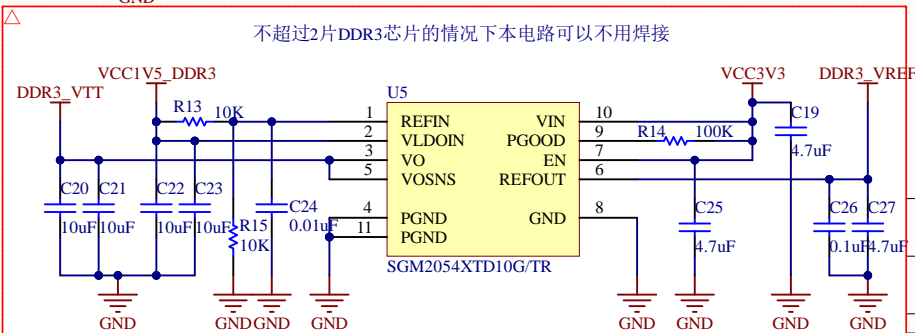 GND
不超过2片DDR3芯片的情况下本电路可以不用焊接
VCC1V5_DDR3
VCC3V3
DDR3_VREF
DDR3_VTT
U5
R13
10K
1
REFIN
VIN
10
C19
2
VLDOIN
PGOOD
9
R14
100K
3
VO
EN
7
4.7uF
5
VOSNS
REFOUT
6
C20
C21
C22
C23
C24
0.01uF
4
PGND
GND
8
C25
C26
C27
10uF
10uF
10uF
10uF
R15
10K
11
PGND
4.7uF
0.1uF
4.7uF
SGM2054XTD10G/TR
GND
GND
GND
GND
GND
GND
GND
GND